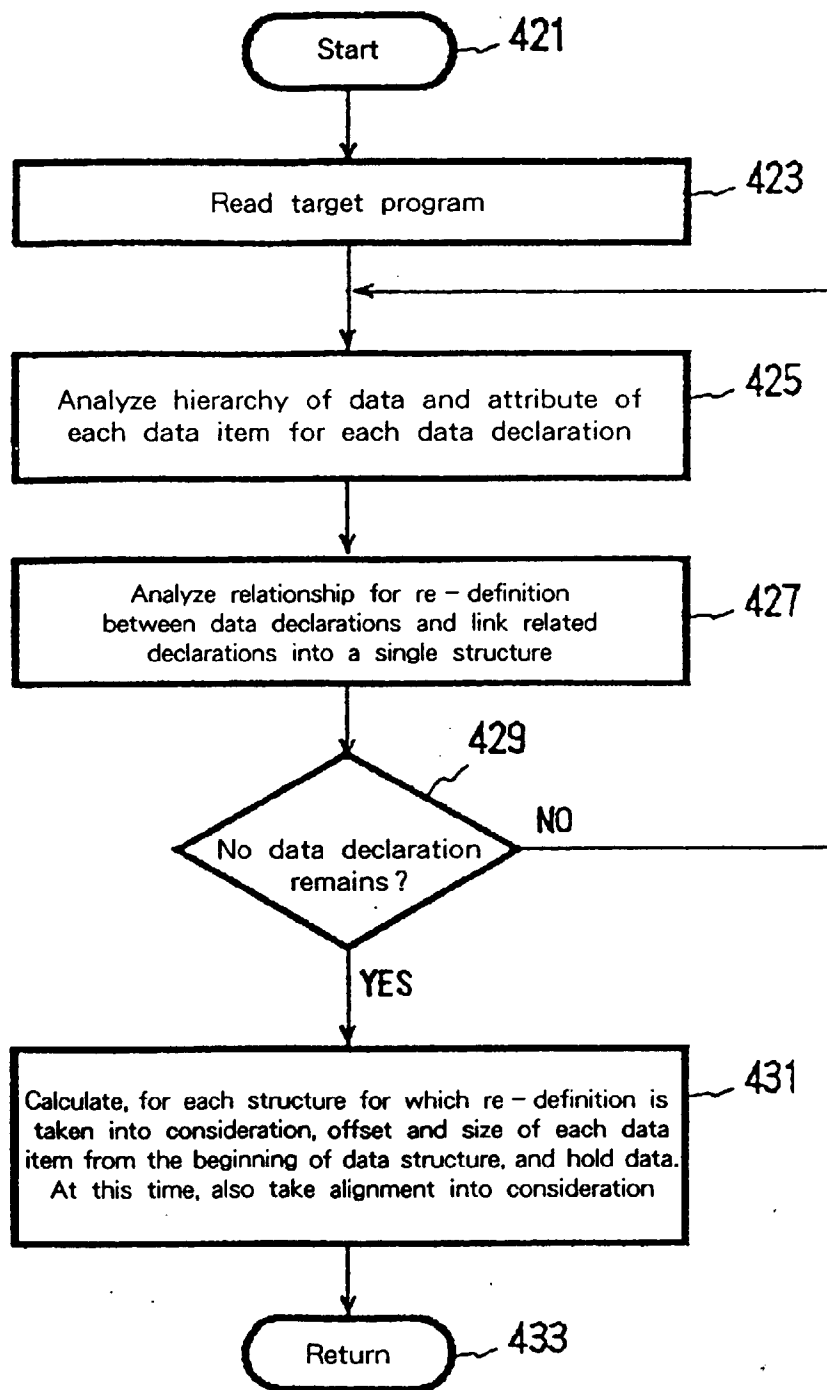 Start
421
Read target program
423
Analyze hierarchy of data and attribute of
each data item for each data declaration
425
Analyze relationship for re-definition
between data declarations and link related
declarations into a single structure
427
429
No data declaration
remains?
NO
YES
Calculate, for each structure for which re-definition is
taken into consideration, offset and size of each data
item from the beginning of data structure, and hold data.
At this time, also take alignment into consideration
431
Return
433